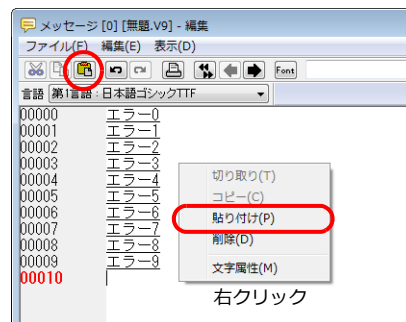 メッセージ [0] [無題.V9] - 編集
ファイル(F) 編集(E) 表示(D)
Font
言語 第1言語 : 日本語ゴシックTTF
00000 エラー0
00001 エラー1
00002 エラー2
00003 エラー3
00004 エラー4
00005 エラー5
00006 エラー6
00007 エラー7
00008 エラー8
00009 エラー9
00010
切り取り(T)
コピー(C)
貼り付け(P)
削除(D)
文字属性(M)
右クリック